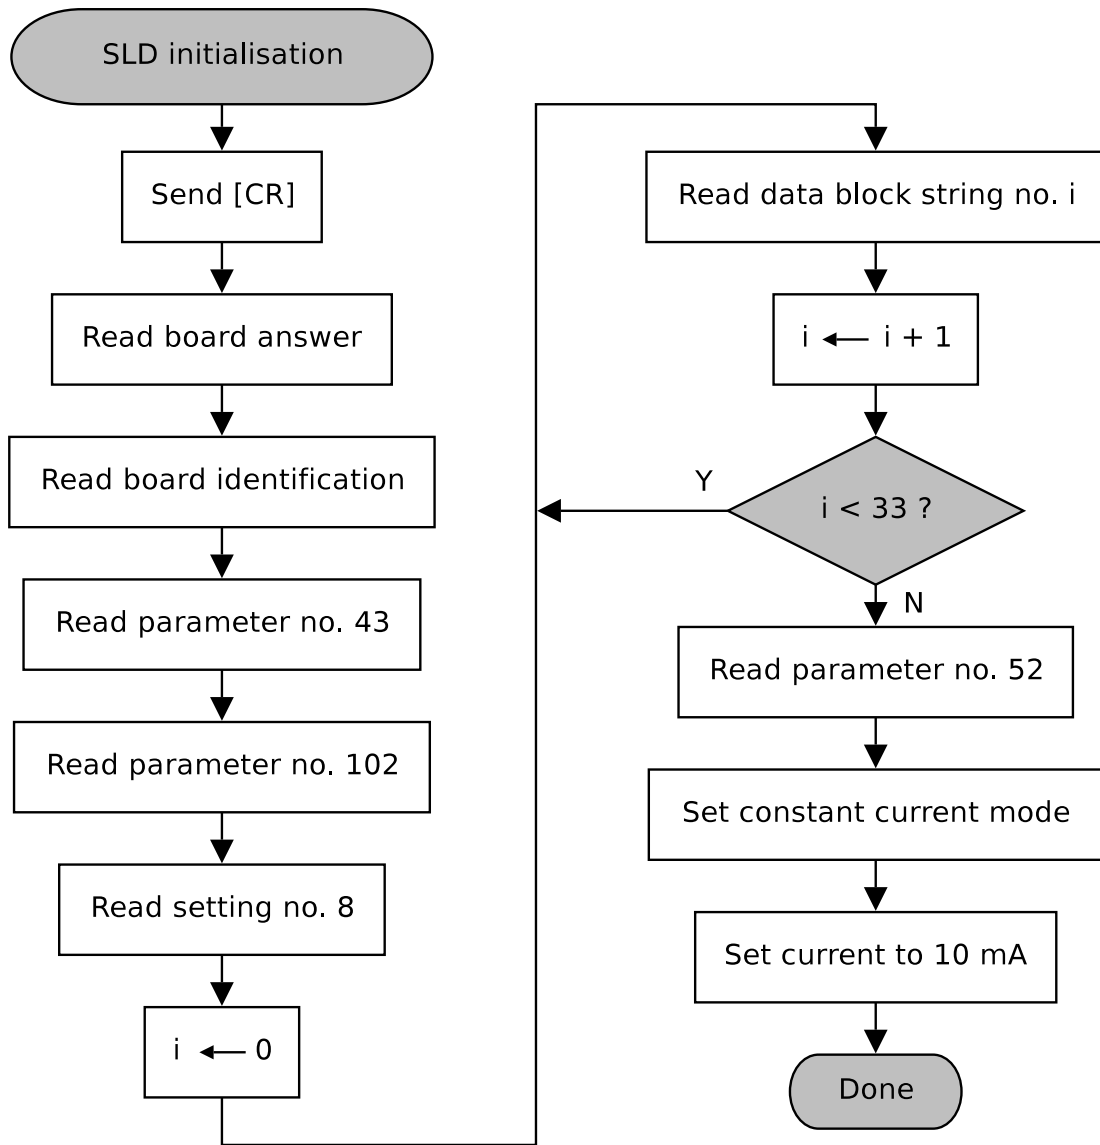 SLD initialisation
Send [CR]
Read board answer
Read board identification
Read parameter no. 43
Read parameter no. 102
Read setting no. 8
i ← 0
Read data block string no. i
i ← i + 1
i < 33 ?
Y
N
Read parameter no. 52
Set constant current mode
Set current to 10 mA
Done